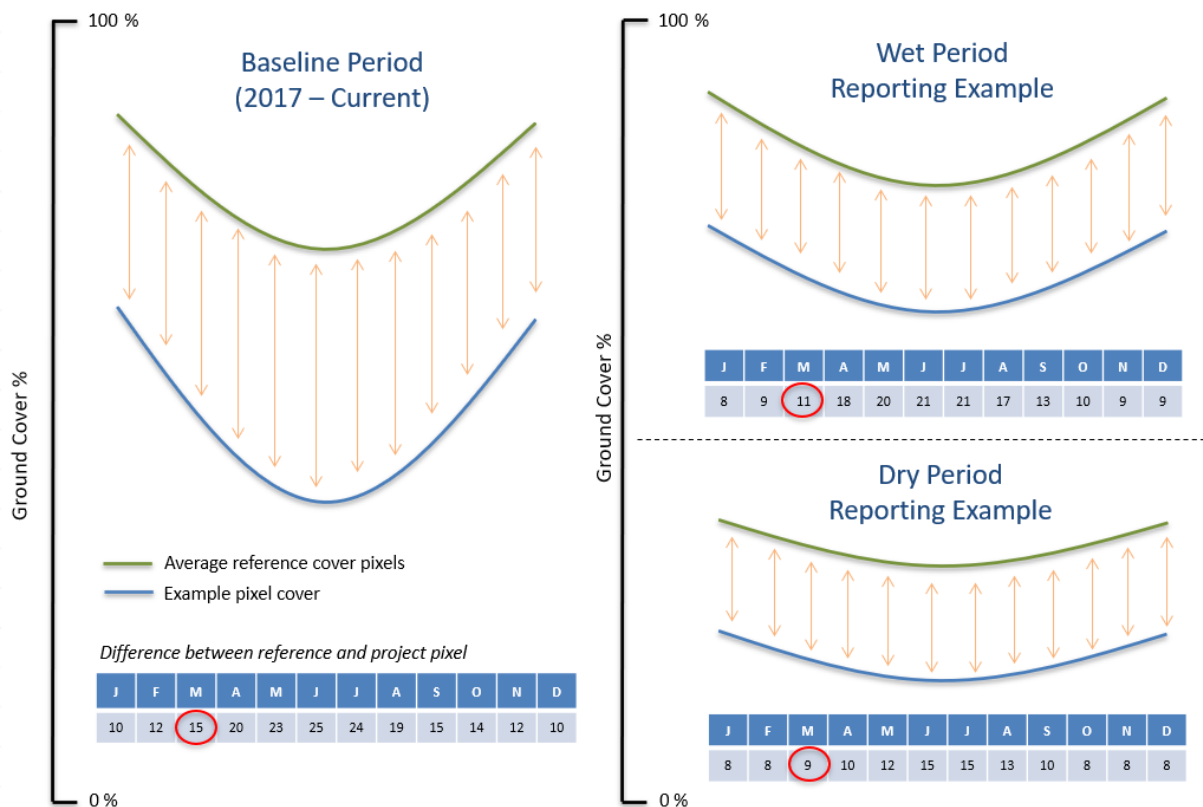 100 %
Baseline Period
(2017 – Current)
Ground Cover %
Average reference cover pixels
Example pixel cover
Difference between reference and project pixel
J F M A M J J A S O N D
10 12 15 20 23 25 24 19 15 14 12 10
0 %
100 %
Wet Period
Reporting Example
Ground Cover %
J F M A M J J A S O N D
8 9 11 18 20 21 21 17 13 10 9 9
Dry Period
Reporting Example
J F M A M J J A S O N D
8 8 9 10 12 15 15 13 10 8 8 8
0 %